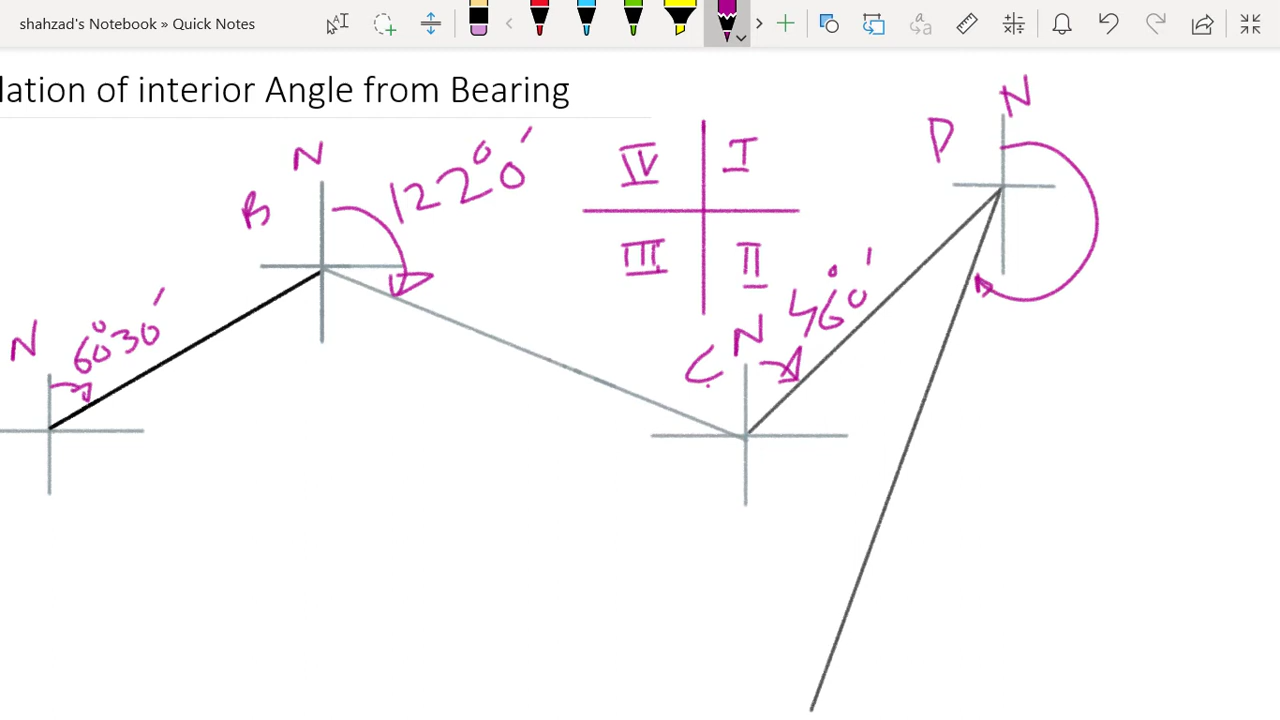 shahzad's Notebook » Quick Notes
lation of interior Angle from Bearing
N
D
N
B
122°0'
IV
I
III
II
N
60°30'
C
N
46°0'